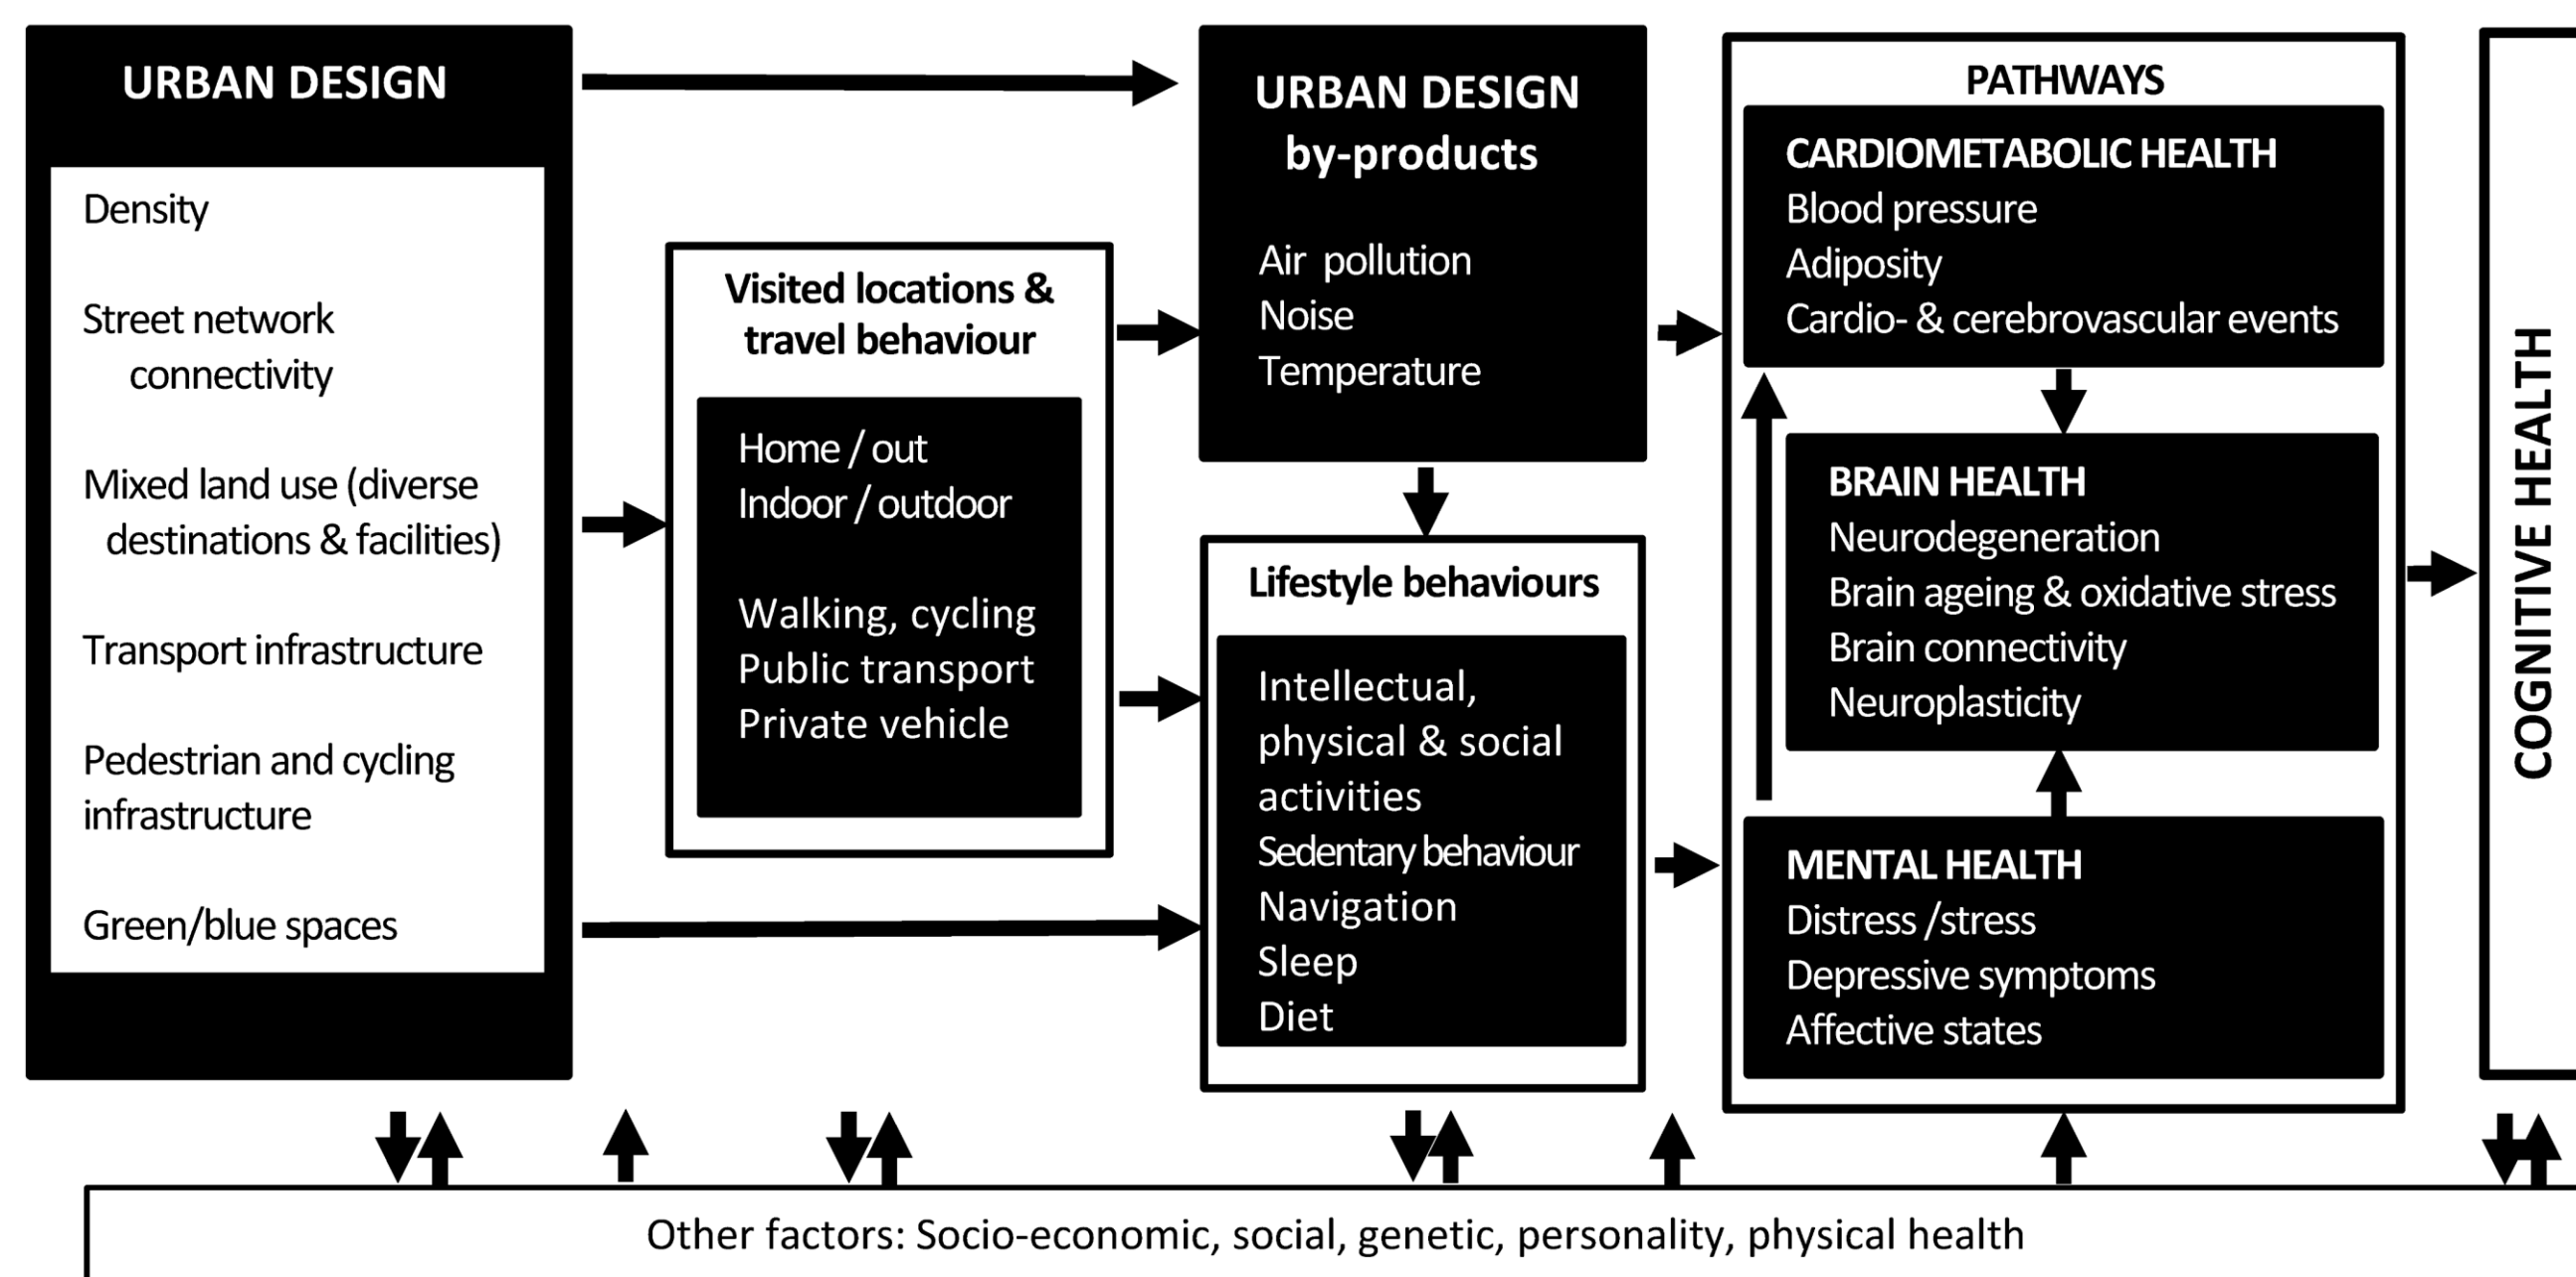 URBAN DESIGN
Density
Street network
connectivity
Mixed land use (diverse
destinations & facilities)
Transport infrastructure
Pedestrian and cycling
infrastructure
Green/blue spaces
Visited locations &
travel behaviour
Home / out
Indoor / outdoor
Walking, cycling
Public transport
Private vehicle
URBAN DESIGN
by-products
Air pollution
Noise
Temperature
Lifestyle behaviours
Intellectual,
physical & social
activities
Sedentary behaviour
Navigation
Sleep
Diet
PATHWAYS
CARDIOMETABOLIC HEALTH
Blood pressure
Adiposity
Cardio- & cerebrovascular events
BRAIN HEALTH
Neurodegeneration
Brain ageing & oxidative stress
Brain connectivity
Neuroplasticity
MENTAL HEALTH
Distress /stress
Depressive symptoms
Affective states
COGNITIVE HEALTH
Other factors: Socio-economic, social, genetic, personality, physical health